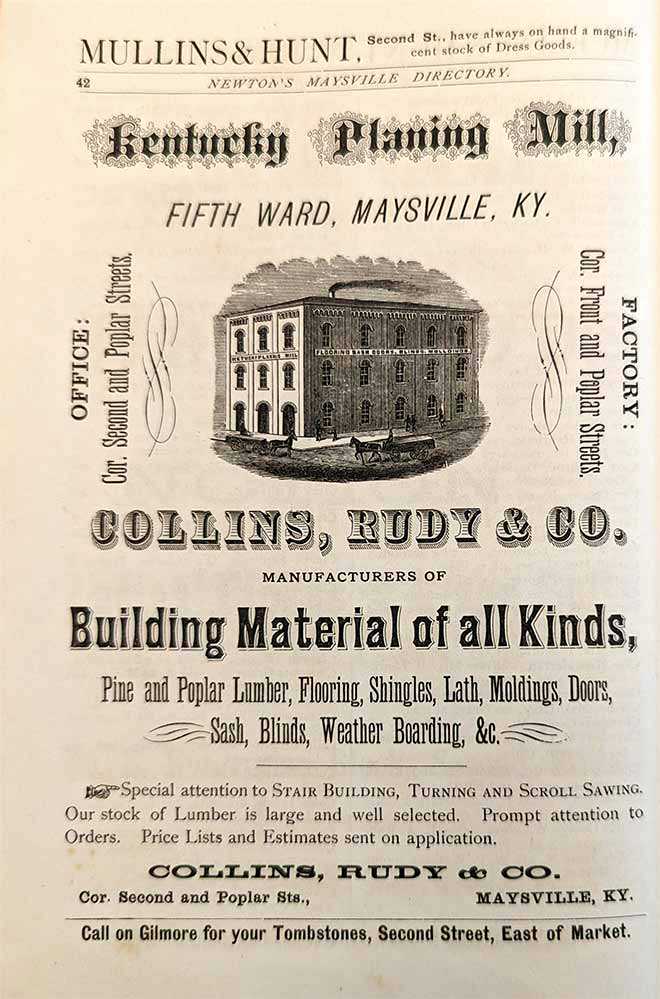 MULLINS & HUNT, Second St., have always on hand a magnifi-
cent stock of Dress Goods.
42 NEWTON'S MAYSVILLE DIRECTORY.
Kentucky Planing Mill,
FIFTH WARD, MAYSVILLE, KY.
OFFICE:
Cor. Second and Poplar Streets.
FACTORY:
Cor. Front and Poplar Streets.
COLLINS, RUDY & CO.
MANUFACTURERS OF
Building Material of all Kinds,
Pine and Poplar Lumber, Flooring, Shingles, Lath, Moldings, Doors,
Sash, Blinds, Weather Boarding, &c.
Special attention to STAIR BUILDING, TURNING AND SCROLL SAWING.
Our stock of Lumber is large and well selected. Prompt attention to
Orders. Price Lists and Estimates sent on application.
COLLINS, RUDY & CO.
Cor. Second and Poplar Sts., MAYSVILLE, KY.
Call on Gilmore for your Tombstones, Second Street, East of Market.